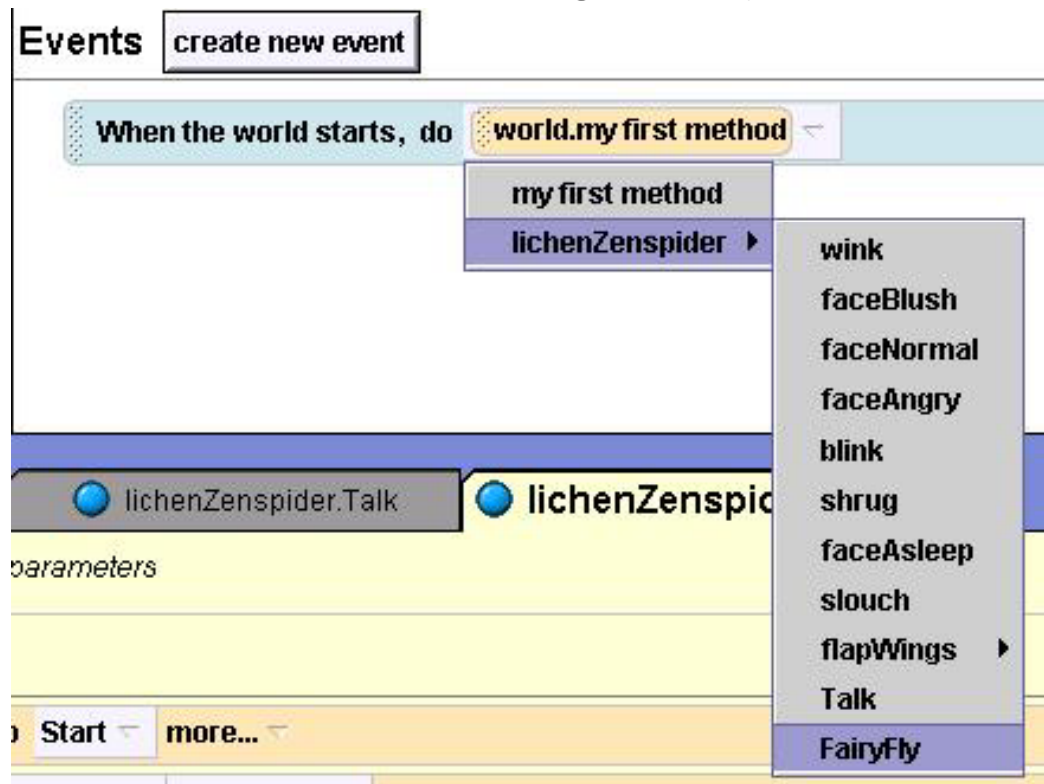 Events create new event
When the world starts, do world.my first method
my first method
lichenZenspider
wink
faceBlush
faceNormal
faceAngry
blink
shrug
faceAsleep
slouch
flapWings
Talk
FairyFly
lichenZenspider.Talk
lichenZenspid
parameters
Start more...